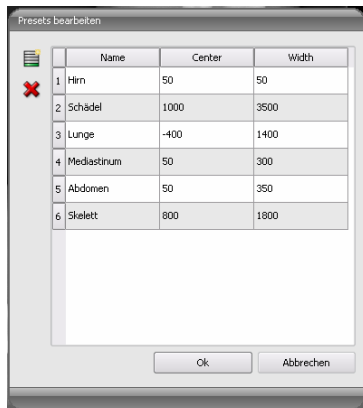 Presets bearbeiten
Name Center Width
1 Hirn 50 50
2 Schädel 1000 3500
3 Lunge -400 1400
4 Mediastinum 50 300
5 Abdomen 50 350
6 Skelett 800 1800
Ok Abbrechen